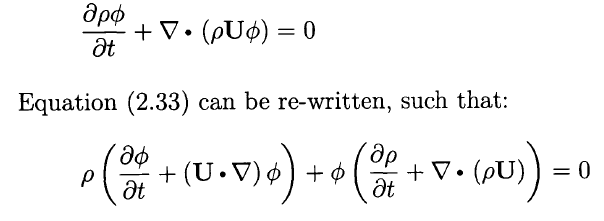 ∂ρϕ/∂t + ∇ • (ρUϕ) = 0
Equation (2.33) can be re-written, such that:
ρ (∂ϕ/∂t + (U • ∇) ϕ) + ϕ (∂ρ/∂t + ∇ • (ρU)) = 0